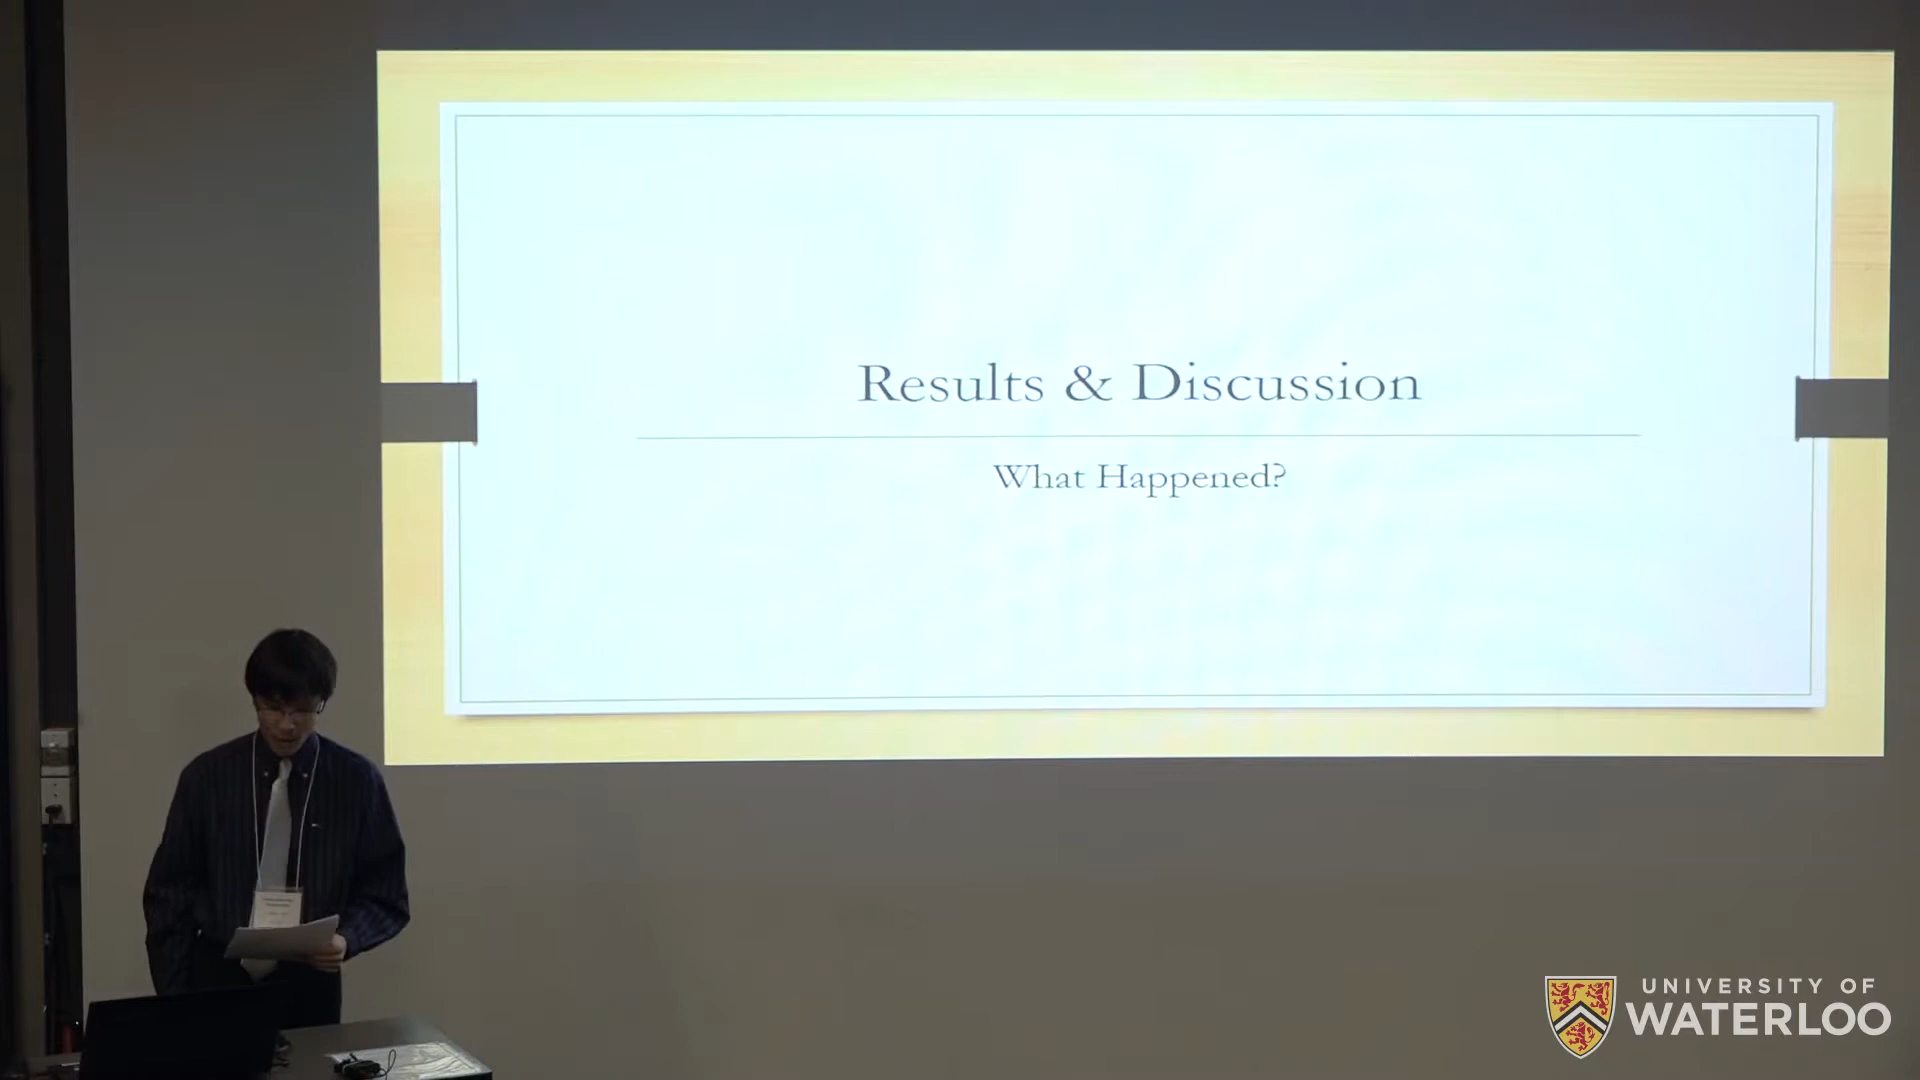 Results & Discussion
What Happened?
UNIVERSITY OF
WATERLOO